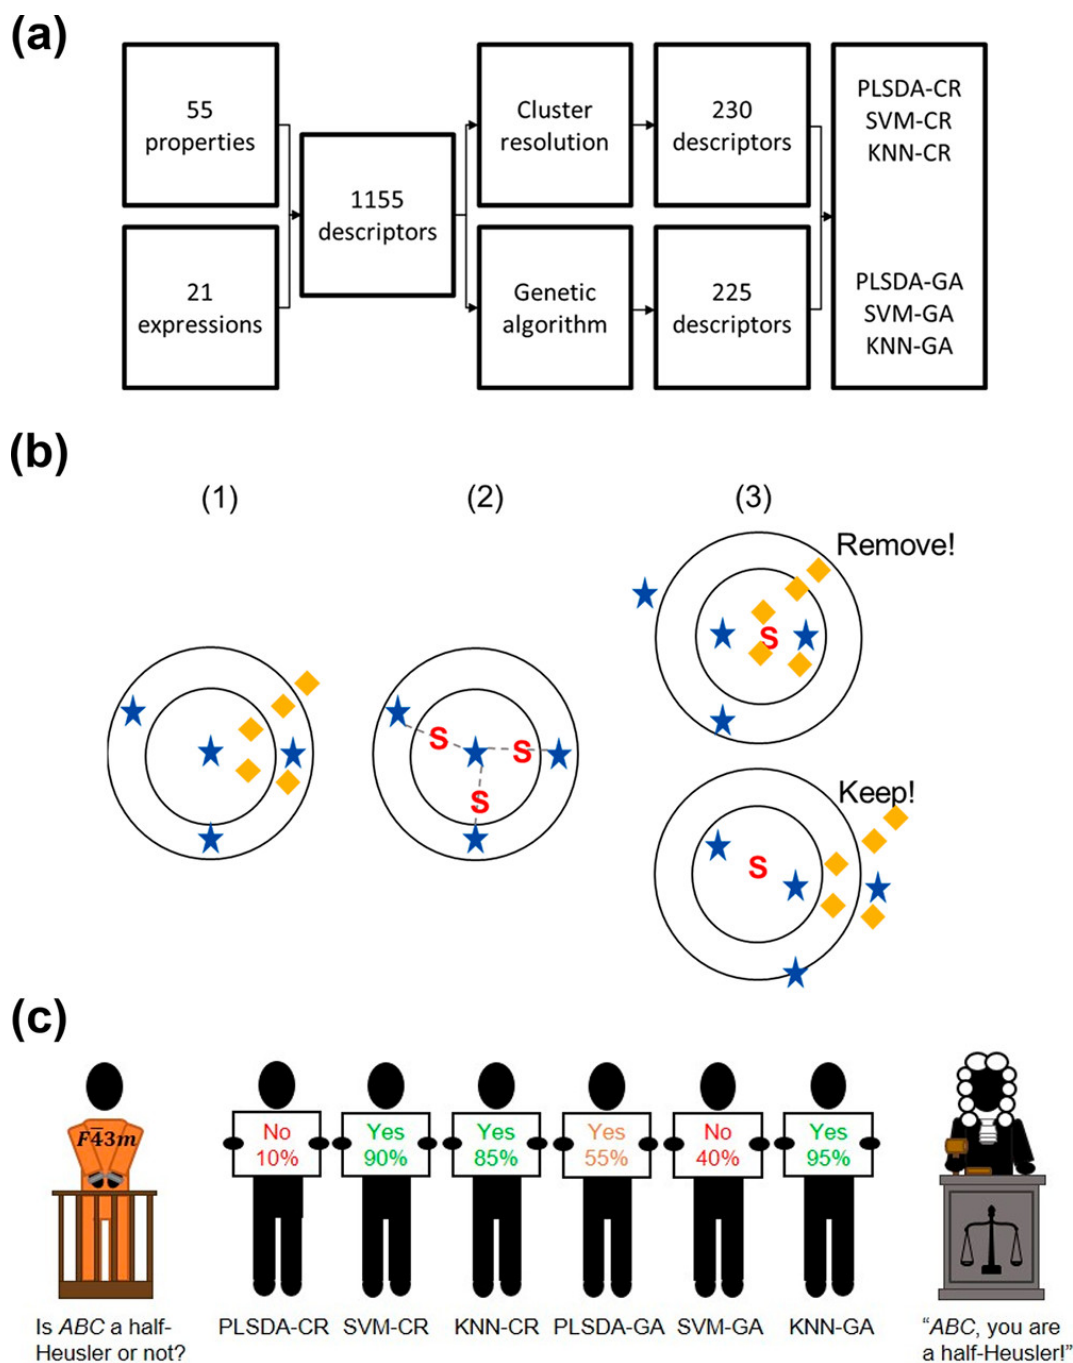 (a)
55
properties
21
expressions
1155
descriptors
Cluster
resolution
Genetic
algorithm
230
descriptors
225
descriptors
PLSDA-CR
SVM-CR
KNN-CR
PLSDA-GA
SVM-GA
KNN-GA
(b)
(1)
(2)
(3)
S
S
S
Remove!
S
Keep!
S
(c)
F4̅3m
No
10%
Yes
90%
Yes
85%
Yes
55%
No
40%
Yes
95%
Is ABC a half-
Heusler or not?
PLSDA-CR
SVM-CR
KNN-CR
PLSDA-GA
SVM-GA
KNN-GA
“ABC, you are
a half-Heusler!”